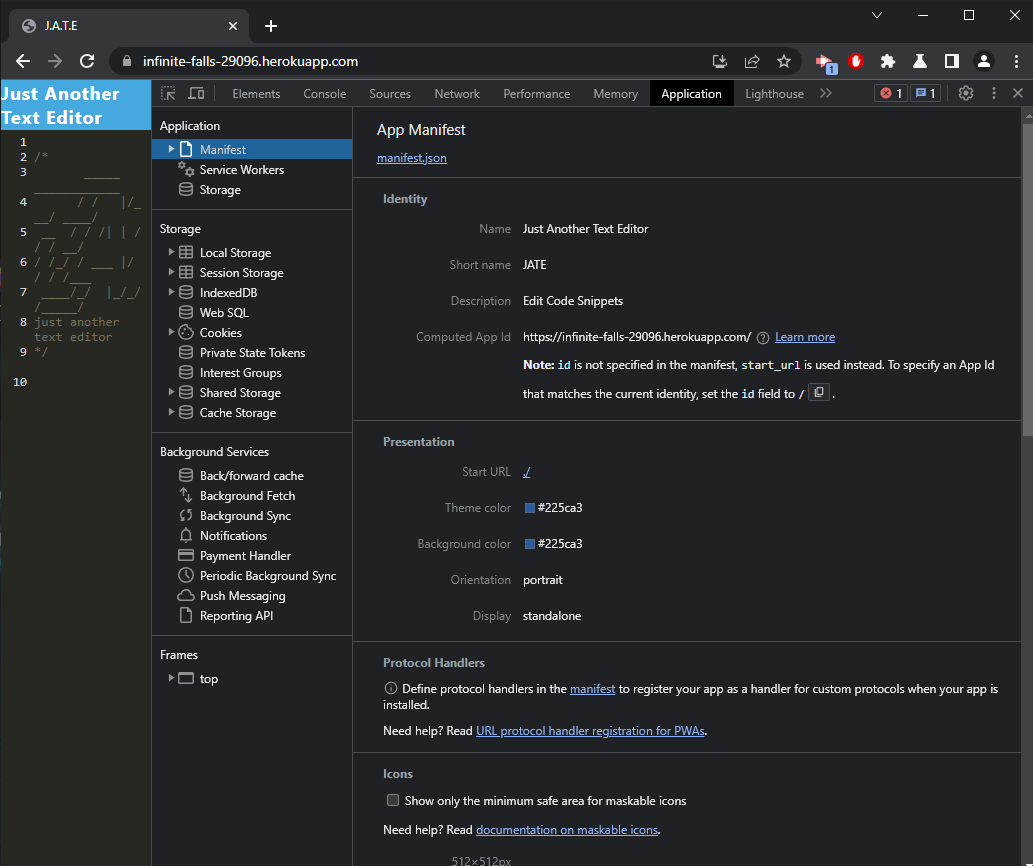 J.A.T.E
infinite-falls-29096.herokuapp.com
1
Just Another
Text Editor
1
2 /*
3 _____
____________
4 / / |/_
__/ ____/
5 __ / / /| | /
/ / __/
6 / /_/ / ___ |/
/ / /___
7 ____/_/ |_/_/
/_____/
8 just another
text editor
9 */
10
Elements Console Sources Network Performance Memory Application Lighthouse 1 1
Application
Manifest
Service Workers
Storage
Storage
Local Storage
Session Storage
IndexedDB
Web SQL
Cookies
Private State Tokens
Interest Groups
Shared Storage
Cache Storage
Background Services
Back/forward cache
Background Fetch
Background Sync
Notifications
Payment Handler
Periodic Background Sync
Push Messaging
Reporting API
Frames
top
App Manifest
manifest.json
Identity
Name Just Another Text Editor
Short name JATE
Description Edit Code Snippets
Computed App Id https://infinite-falls-29096.herokuapp.com/ Learn more
Note: id is not specified in the manifest, start_url is used instead. To specify an App Id
that matches the current identity, set the id field to / .
Presentation
Start URL ./
Theme color #225ca3
Background color #225ca3
Orientation portrait
Display standalone
Protocol Handlers
Define protocol handlers in the manifest to register your app as a handler for custom protocols when your app is
installed.
Need help? Read URL protocol handler registration for PWAs.
Icons
Show only the minimum safe area for maskable icons
Need help? Read documentation on maskable icons.
512×512px